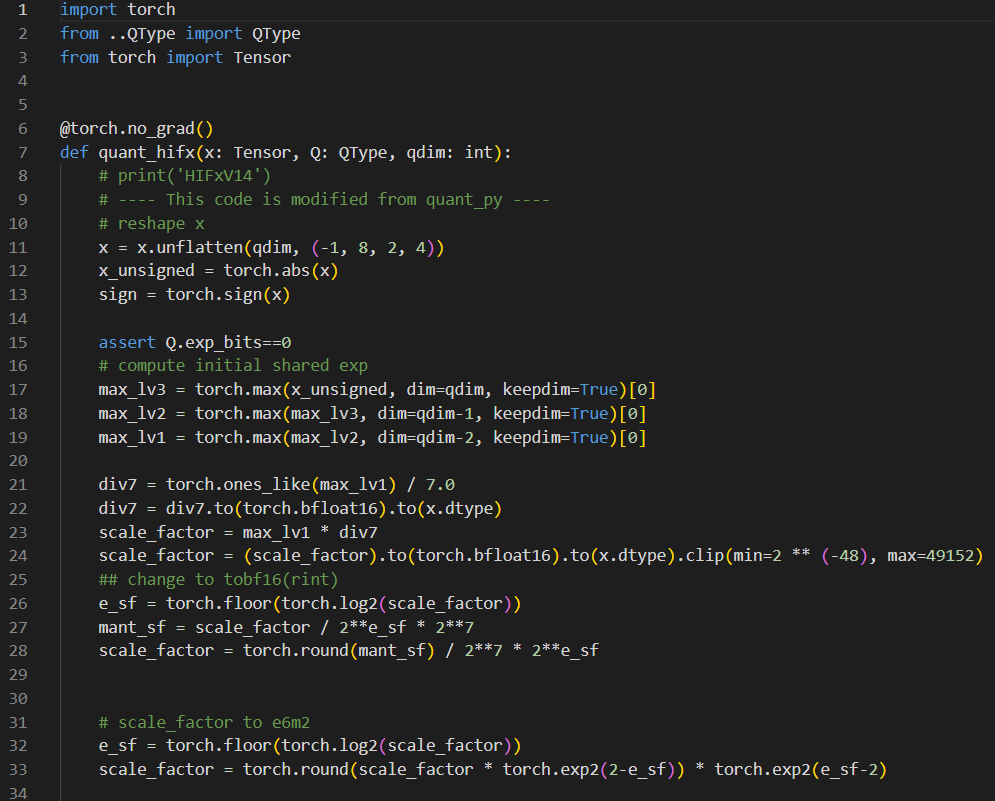 1 import torch
2 from ..QType import QType
3 from torch import Tensor
4
5
6 @torch.no_grad()
7 def quant_hifx(x: Tensor, Q: QType, qdim: int):
8     # print('HIFxV14')
9     # ---- This code is modified from quant_py ----
10     # reshape x
11     x = x.unflatten(qdim, (-1, 8, 2, 4))
12     x_unsigned = torch.abs(x)
13     sign = torch.sign(x)
14
15     assert Q.exp_bits==0
16     # compute initial shared exp
17     max_lv3 = torch.max(x_unsigned, dim=qdim, keepdim=True)[0]
18     max_lv2 = torch.max(max_lv3, dim=qdim-1, keepdim=True)[0]
19     max_lv1 = torch.max(max_lv2, dim=qdim-2, keepdim=True)[0]
20
21     div7 = torch.ones_like(max_lv1) / 7.0
22     div7 = div7.to(torch.bfloat16).to(x.dtype)
23     scale_factor = max_lv1 * div7
24     scale_factor = (scale_factor).to(torch.bfloat16).to(x.dtype).clip(min=2 ** (-48), max=49152)
25     ## change to tobf16(rint)
26     e_sf = torch.floor(torch.log2(scale_factor))
27     mant_sf = scale_factor / 2**e_sf * 2**7
28     scale_factor = torch.round(mant_sf) / 2**7 * 2**e_sf
29
30
31     # scale_factor to e6m2
32     e_sf = torch.floor(torch.log2(scale_factor))
33     scale_factor = torch.round(scale_factor * torch.exp2(2-e_sf)) * torch.exp2(e_sf-2)
34